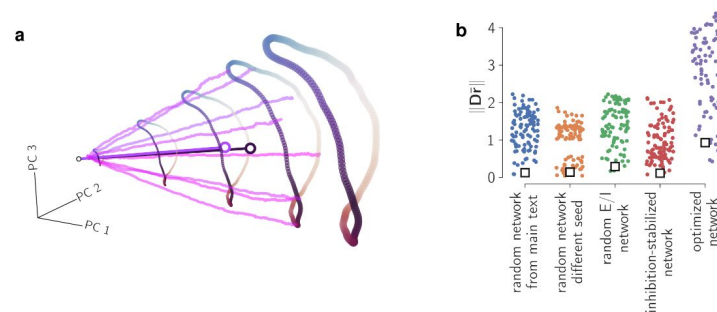 a
PC 3
PC 2
PC 1
b
||Dr̄||
4
3
2
1
0
random network
from main text
random network
different seed
random E/I
network
inhibition-stabilized
network
optimized
network